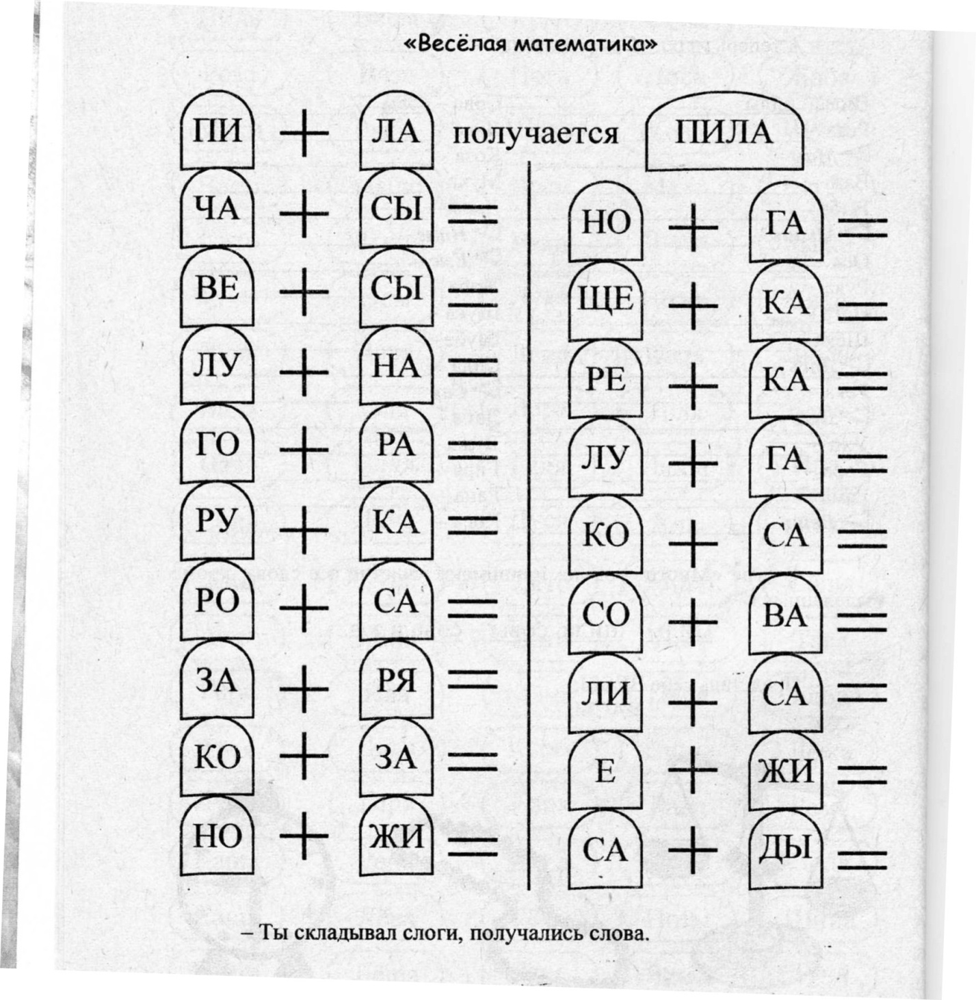 «Весёлая математика»
ПИ + ЛА получается ПИЛА
ЧА + СЫ =
ВЕ + СЫ =
ЛУ + НА =
ГО + РА =
РУ + КА =
РО + СА =
ЗА + РЯ =
КО + ЗА =
НО + ЖИ =
НО + ГА =
ЩЕ + КА =
РЕ + КА =
ЛУ + ГА =
КО + СА =
СО + ВА =
ЛИ + СА =
Е + ЖИ =
СА + ДЫ =
– Ты складывал слоги, получались слова.